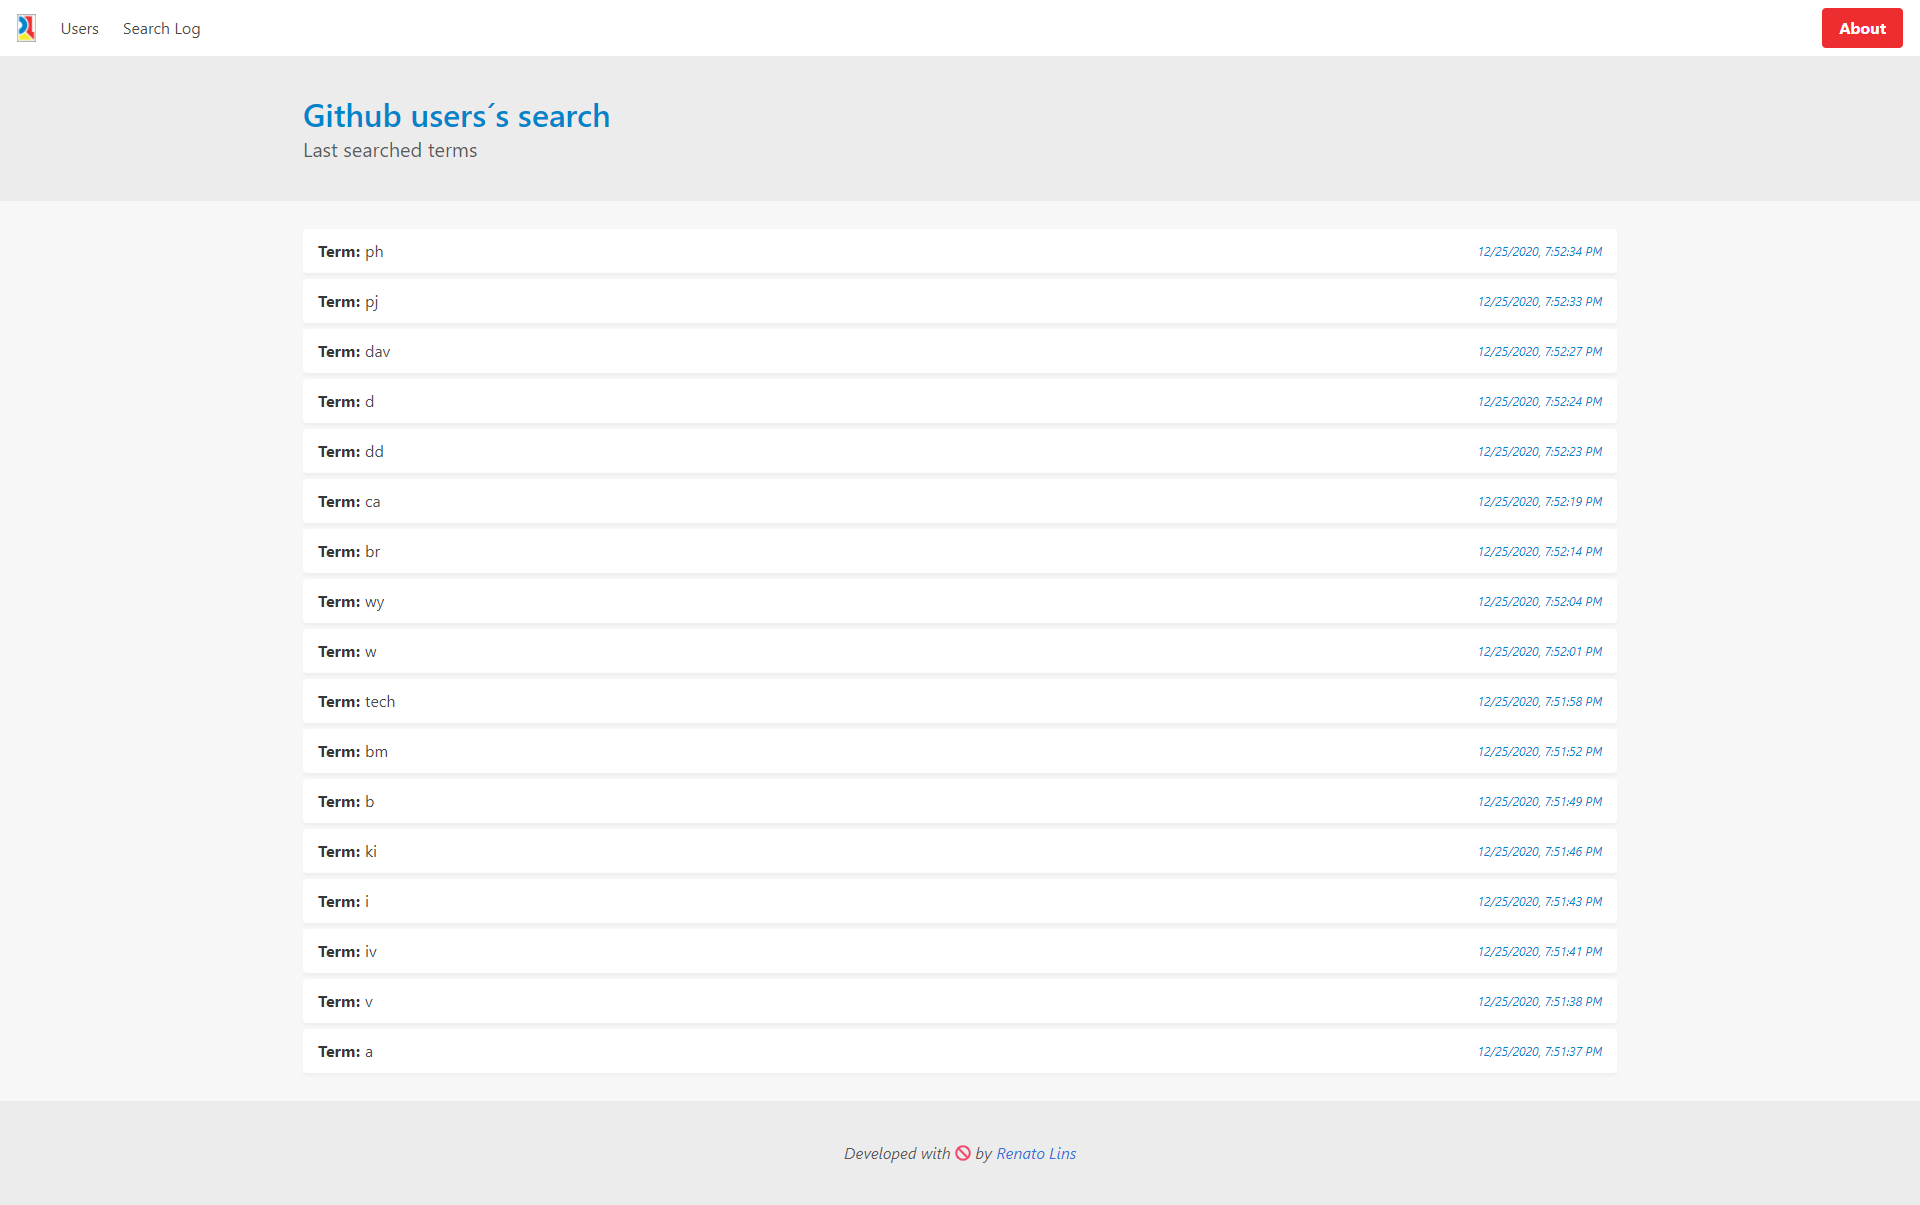 Users Search Log About
Github users´s search
Last searched terms
Term: ph 12/25/2020, 7:52:34 PM
Term: pj 12/25/2020, 7:52:33 PM
Term: dav 12/25/2020, 7:52:27 PM
Term: d 12/25/2020, 7:52:24 PM
Term: dd 12/25/2020, 7:52:23 PM
Term: ca 12/25/2020, 7:52:19 PM
Term: br 12/25/2020, 7:52:14 PM
Term: wy 12/25/2020, 7:52:04 PM
Term: w 12/25/2020, 7:52:01 PM
Term: tech 12/25/2020, 7:51:58 PM
Term: bm 12/25/2020, 7:51:52 PM
Term: b 12/25/2020, 7:51:49 PM
Term: ki 12/25/2020, 7:51:46 PM
Term: i 12/25/2020, 7:51:43 PM
Term: iv 12/25/2020, 7:51:41 PM
Term: v 12/25/2020, 7:51:38 PM
Term: a 12/25/2020, 7:51:37 PM
Developed with 🚫 by Renato Lins